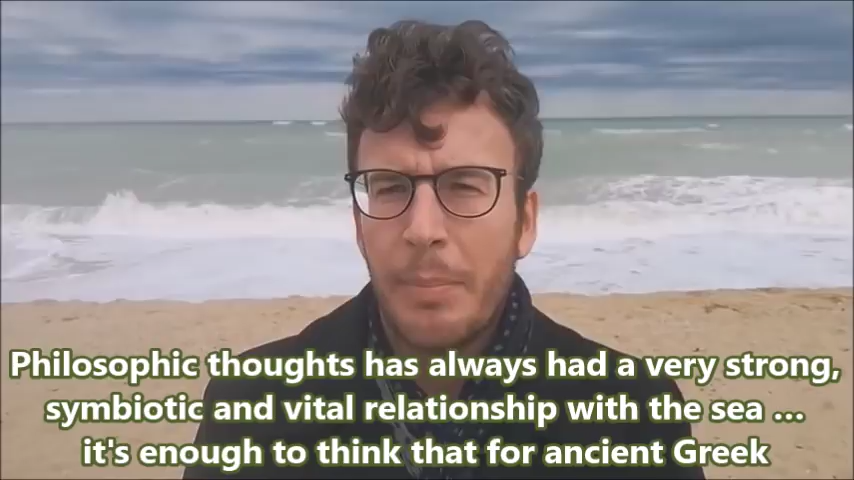 Philosophic thoughts has always had a very strong,
symbiotic and vital relationship with the sea ...
it's enough to think that for ancient Greek